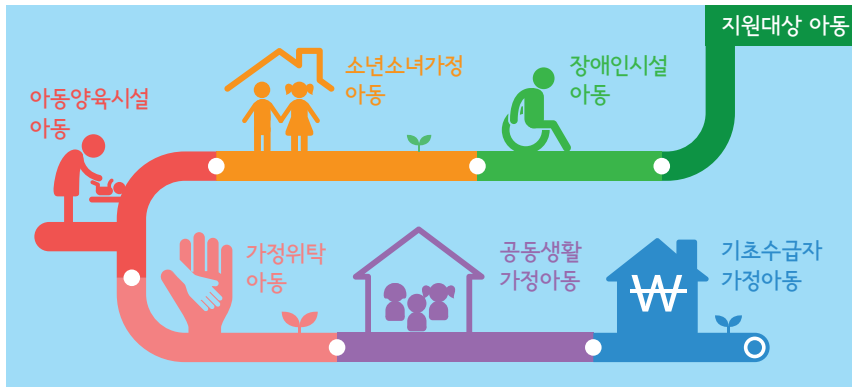 지원대상 아동
소년소녀가정
아동
장애인시설
아동
아동양육시설
아동
가정위탁
아동
공동생활
가정아동
기초수급자
가정아동
₩